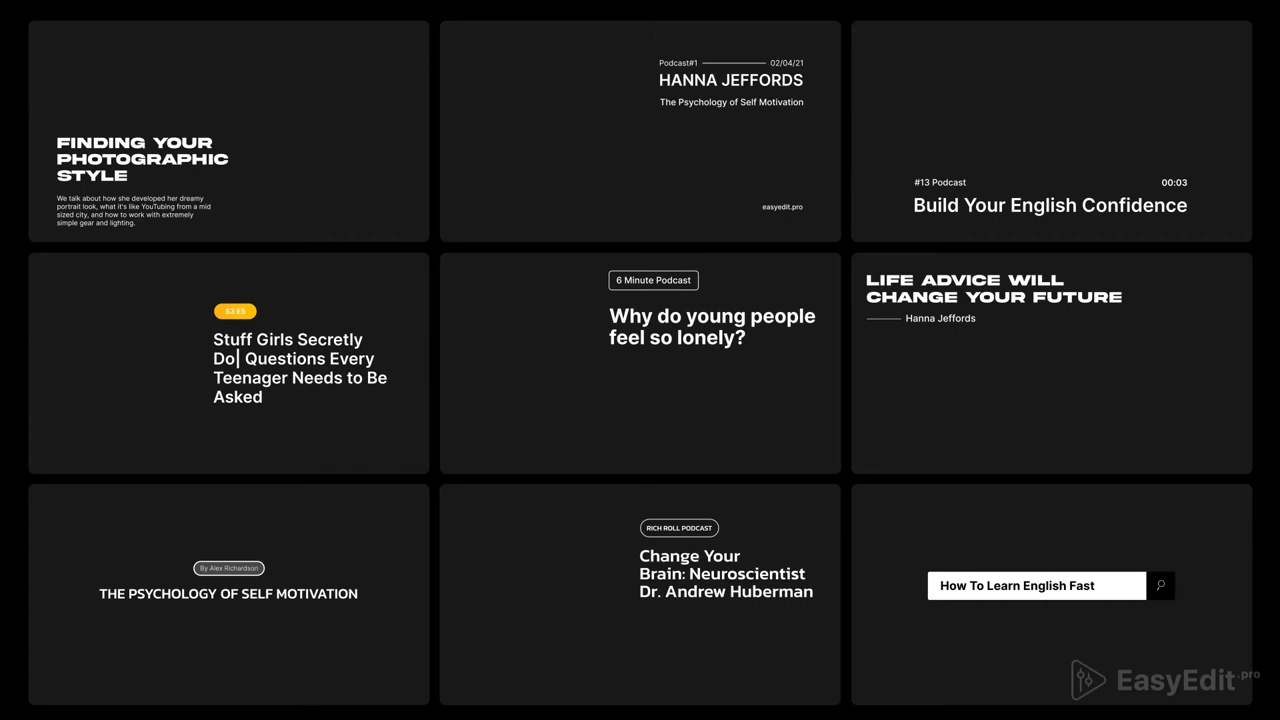 FINDING YOUR
PHOTOGRAPHIC
STYLE
We talk about how she developed her dreamy
portrait look, what it's like YouTubing from a mid
sized city, and how to work with extremely
simple gear and lighting.
Podcast#1 02/04/21
HANNA JEFFORDS
The Psychology of Self Motivation
easyedit.pro
#13 Podcast 00:03
Build Your English Confidence
S3 E5
Stuff Girls Secretly
Do| Questions Every
Teenager Needs to Be
Asked
6 Minute Podcast
Why do young people
feel so lonely?
LIFE ADVICE WILL
CHANGE YOUR FUTURE
Hanna Jeffords
By Alex Richardson
THE PSYCHOLOGY OF SELF MOTIVATION
RICH ROLL PODCAST
Change Your
Brain: Neuroscientist
Dr. Andrew Huberman
How To Learn English Fast
EasyEdit.pro